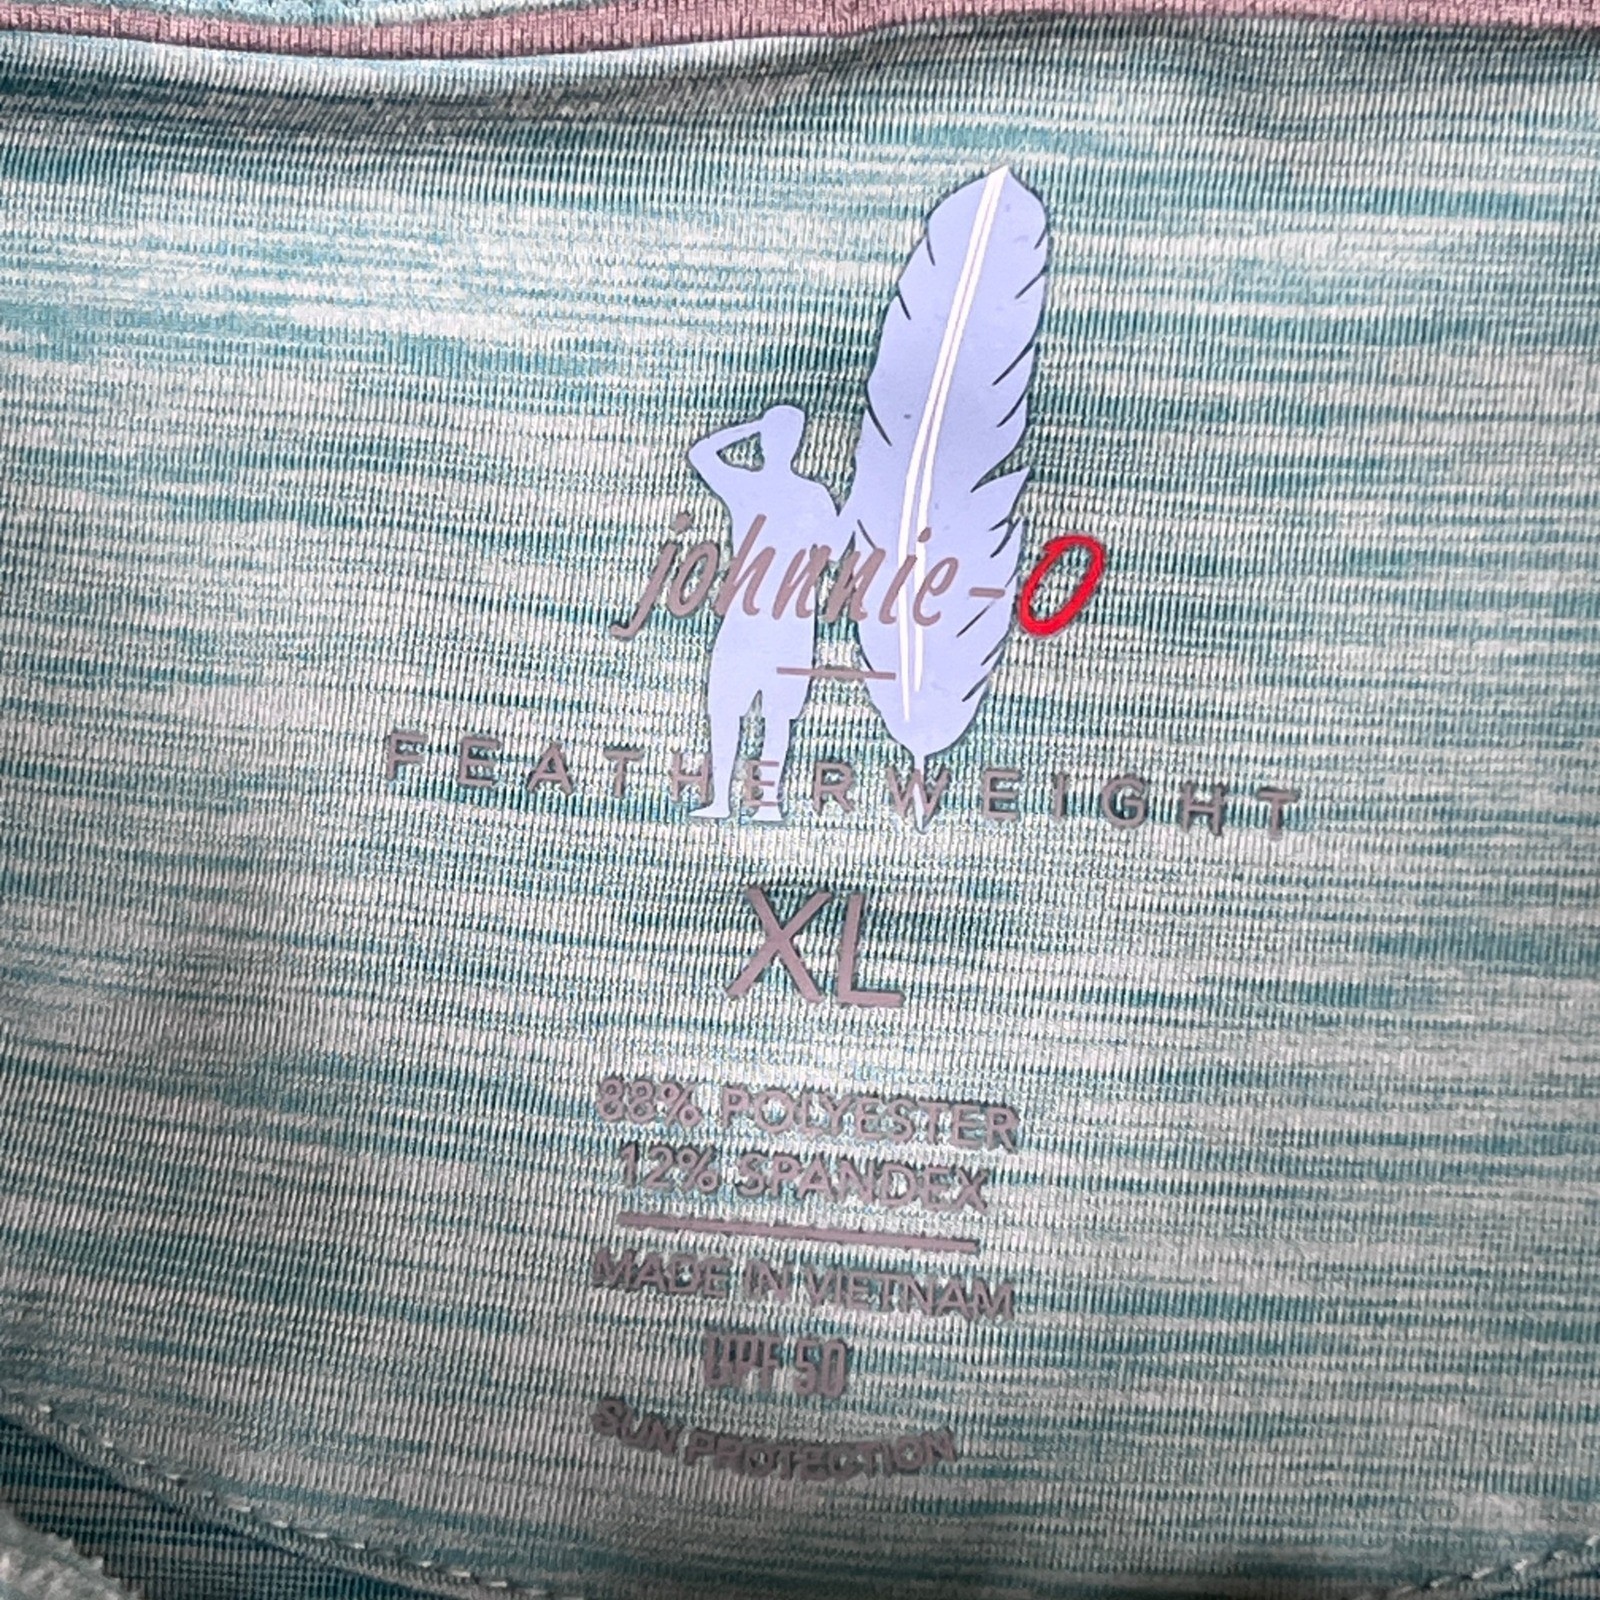 johnnie-O
FEATHERWEIGHT
XL
88% POLYESTER
12% SPANDEX
MADE IN VIETNAM
UPF 50
SUN PROTECTION